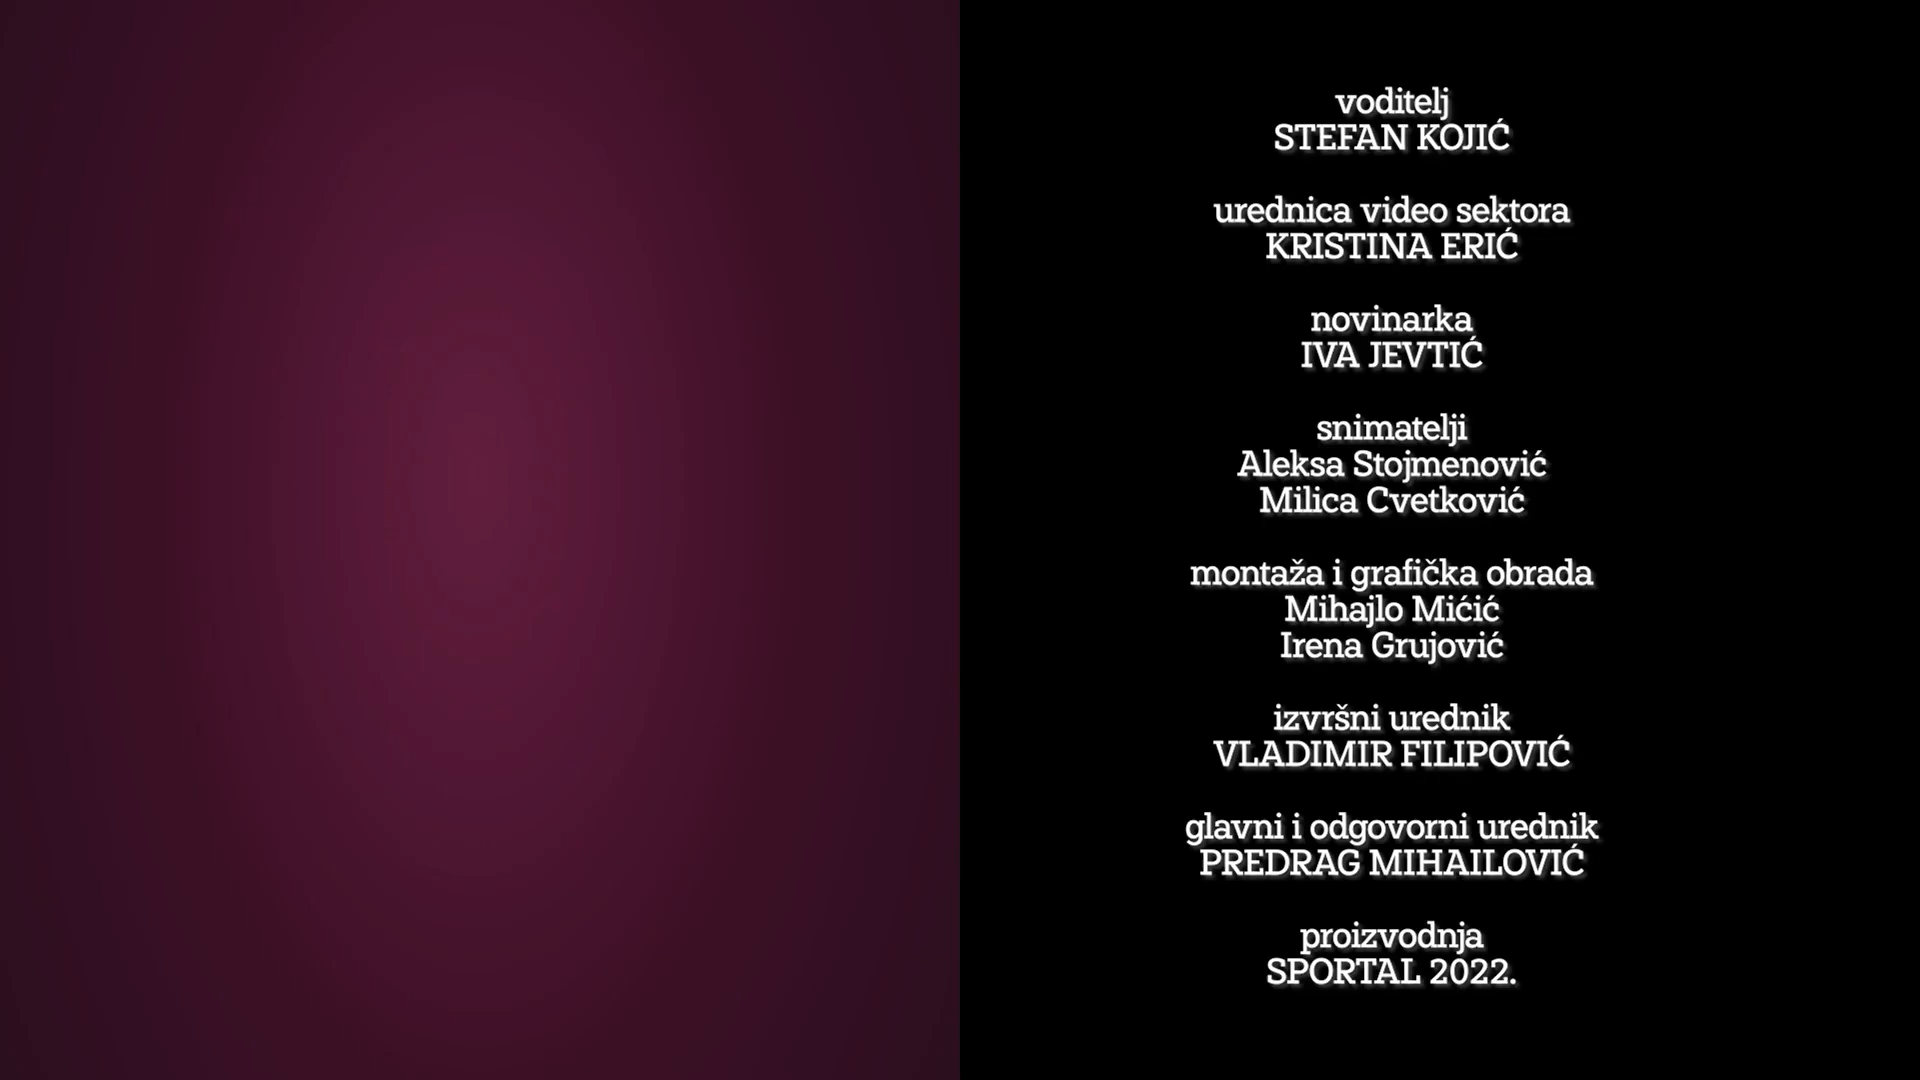 voditelj
STEFAN KOJIĆ
urednica video sektora
KRISTINA ERIĆ
novinarka
IVA JEVTIĆ
snimatelji
Aleksa Stojmenović
Milica Cvetković
montaža i grafička obrada
Mihajlo Mićić
Irena Grujović
izvršni urednik
VLADIMIR FILIPOVIĆ
glavni i odgovorni urednik
PREDRAG MIHAILOVIĆ
proizvodnja
SPORTAL 2022.